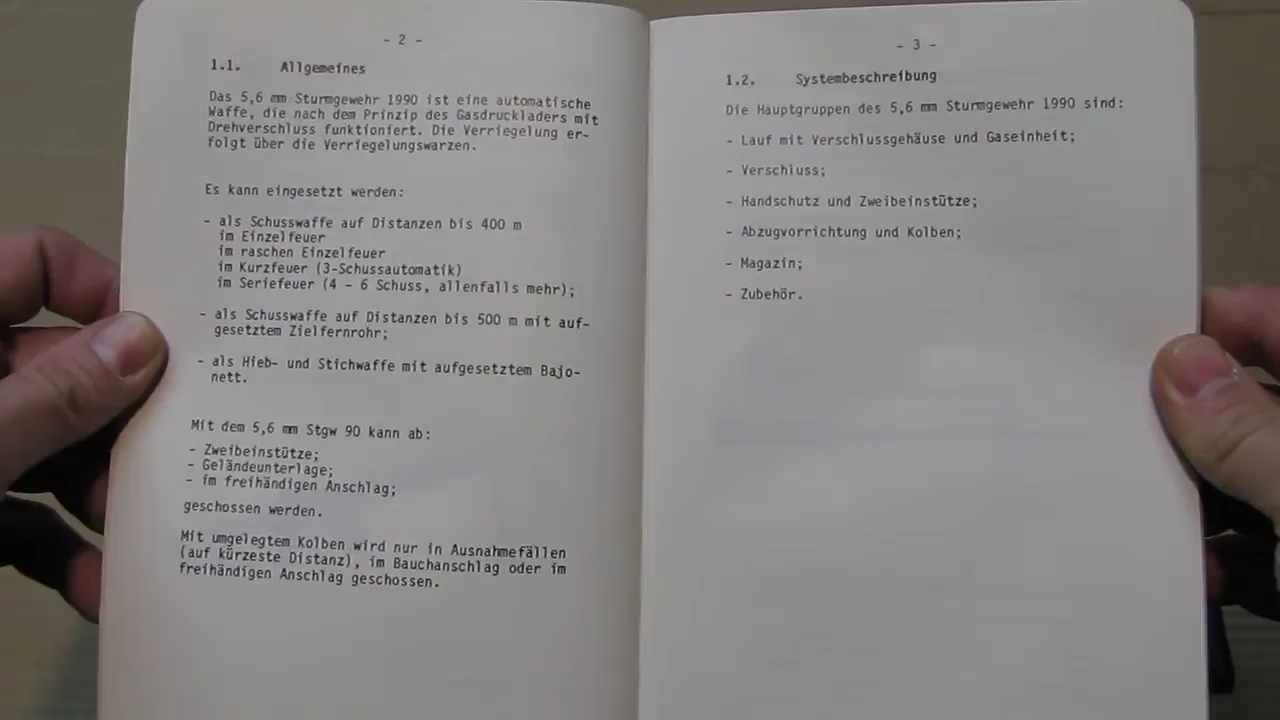 - 2 -
1.1. Allgemeines
Das 5,6 mm Sturmgewehr 1990 ist eine automatische
Waffe, die nach dem Prinzip des Gasdruckladers mit
Drehverschluss funktioniert. Die Verriegelung er-
folgt über die Verriegelungswarzen.
Es kann eingesetzt werden:
- als Schusswaffe auf Distanzen bis 400 m
im Einzelfeuer
im raschen Einzelfeuer
im Kurzfeuer (3-Schussautomatik)
im Seriefeuer (4 - 6 Schuss, allenfalls mehr);
- als Schusswaffe auf Distanzen bis 500 m mit auf-
gesetztem Zielfernrohr;
- als Hieb- und Stichwaffe mit aufgesetztem Bajo-
nett.
Mit dem 5,6 mm Stgw 90 kann ab:
- Zweibeinstütze;
- Geländeunterlage;
- im freihändigen Anschlag;
geschossen werden.
Mit umgelegtem Kolben wird nur in Ausnahmefällen
(auf kürzeste Distanz), im Bauchanschlag oder im
freihändigen Anschlag geschossen.
- 3 -
1.2. Systembeschreibung
Die Hauptgruppen des 5,6 mm Sturmgewehr 1990 sind:
- Lauf mit Verschlussgehäuse und Gaseinheit;
- Verschluss;
- Handschutz und Zweibeinstütze;
- Abzugvorrichtung und Kolben;
- Magazin;
- Zubehör.